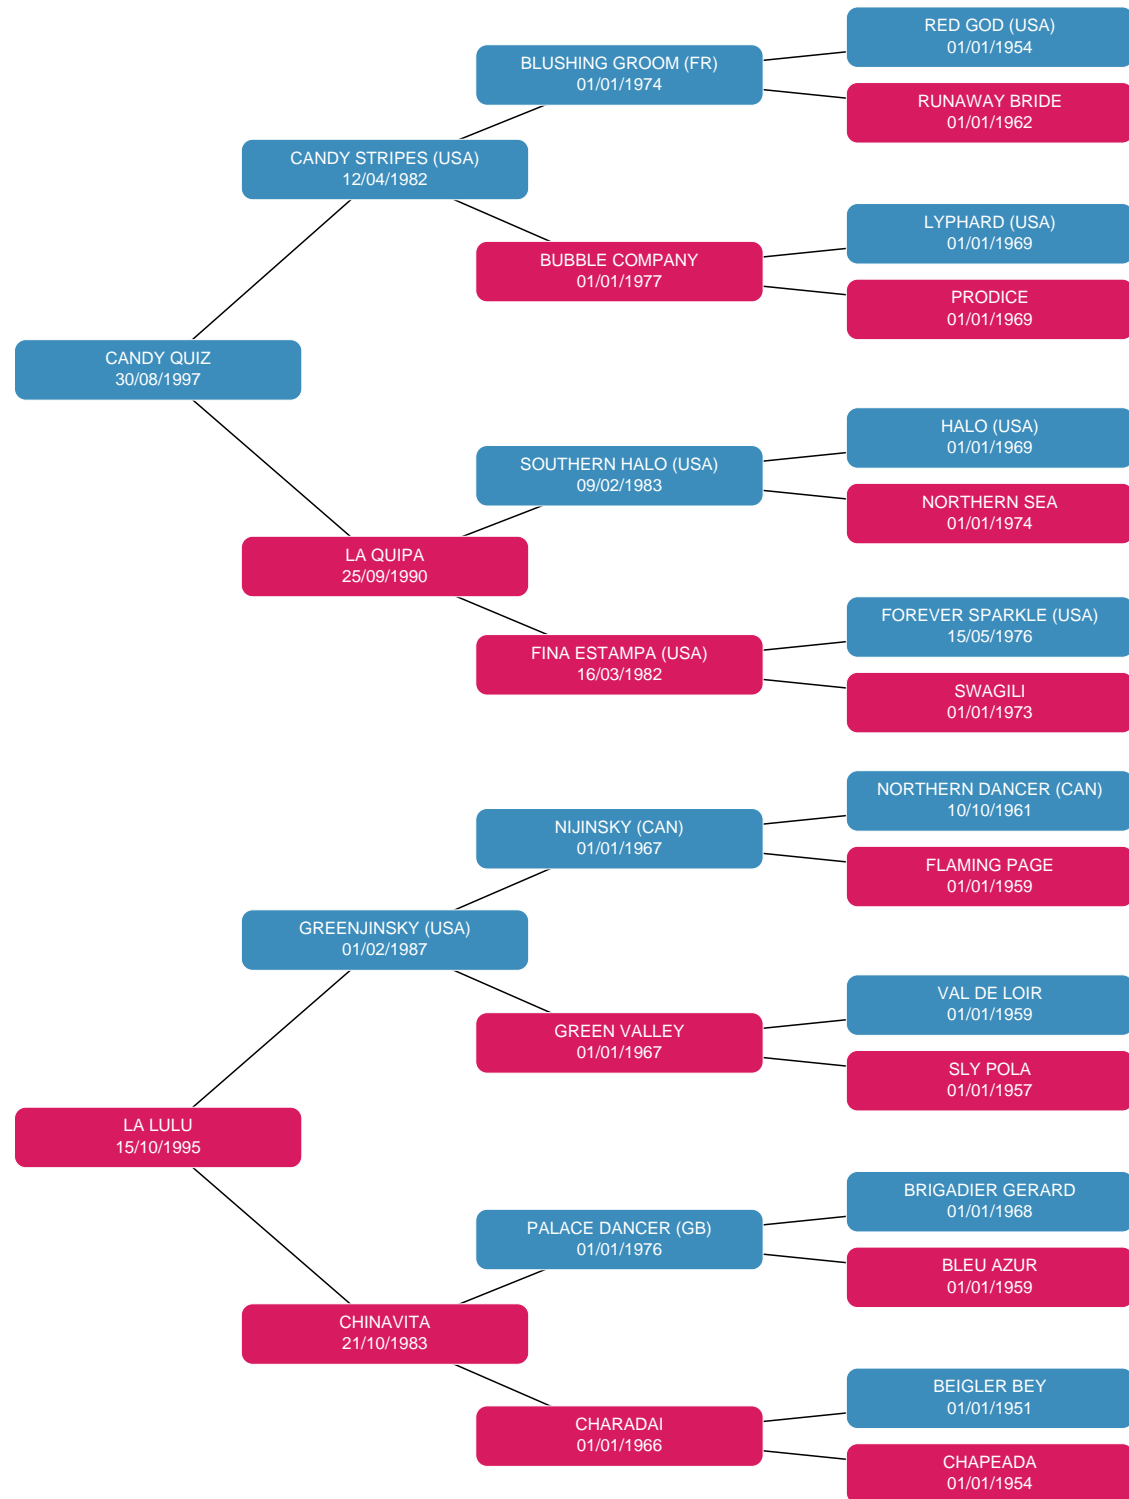 RED GOD (USA)
01/01/1954
BLUSHING GROOM (FR)
01/01/1974
RUNAWAY BRIDE
01/01/1962
CANDY STRIPES (USA)
12/04/1982
LYPHARD (USA)
01/01/1969
BUBBLE COMPANY
01/01/1977
PRODICE
01/01/1969
CANDY QUIZ
30/08/1997
HALO (USA)
01/01/1969
SOUTHERN HALO (USA)
09/02/1983
NORTHERN SEA
01/01/1974
LA QUIPA
25/09/1990
FOREVER SPARKLE (USA)
15/05/1976
FINA ESTAMPA (USA)
16/03/1982
SWAGILI
01/01/1973
NORTHERN DANCER (CAN)
10/10/1961
NIJINSKY (CAN)
01/01/1967
FLAMING PAGE
01/01/1959
GREENJINSKY (USA)
01/02/1987
VAL DE LOIR
01/01/1959
GREEN VALLEY
01/01/1967
SLY POLA
01/01/1957
LA LULU
15/10/1995
BRIGADIER GERARD
01/01/1968
PALACE DANCER (GB)
01/01/1976
BLEU AZUR
01/01/1959
CHINAVITA
21/10/1983
BEIGLER BEY
01/01/1951
CHARADAI
01/01/1966
CHAPEADA
01/01/1954